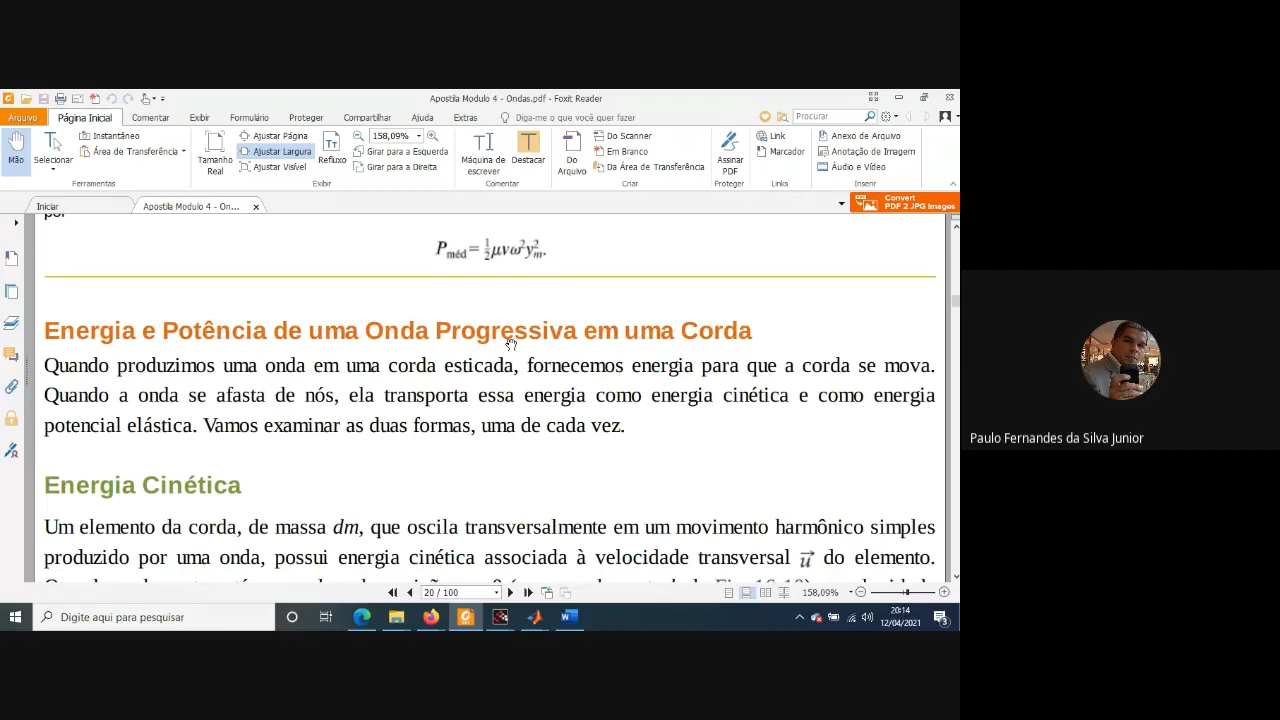 Apostila Modulo 4 - Ondas.pdf - Foxit Reader
Arquivo Página Inicial Comentar Exibir Formulário Proteger Compartilhar Ajuda Extras Diga-me o que você quer fazer Procurar
Mão
Selecionar
Instantâneo
Área de Transferência
Ferramentas
Tamanho Real
Ajustar Página
Ajustar Largura
Ajustar Visível
Refluxo
158,09%
Girar para a Esquerda
Girar para a Direita
Exibir
Máquina de escrever
Destacar
Comentar
Do Arquivo
Do Scanner
Em Branco
Da Área de Transferência
Criar
Assinar PDF
Proteger
Link
Marcador
Links
Anexo de Arquivo
Anotação de Imagem
Áudio e Vídeo
Inserir
Iniciar Apostila Modulo 4 - On...
Convert
PDF 2 JPG Images
por
P_méd = ½μvω²y²_m.
Energia e Potência de uma Onda Progressiva em uma Corda
Quando produzimos uma onda em uma corda esticada, fornecemos energia para que a corda se mova.
Quando a onda se afasta de nós, ela transporta essa energia como energia cinética e como energia
potencial elástica. Vamos examinar as duas formas, uma de cada vez.
Energia Cinética
Um elemento da corda, de massa dm, que oscila transversalmente em um movimento harmônico simples
produzido por uma onda, possui energia cinética associada à velocidade transversal u⃗ do elemento.
20 / 100
158,09%
Digite aqui para pesquisar
20:14
12/04/2021
3
Paulo Fernandes da Silva Junior